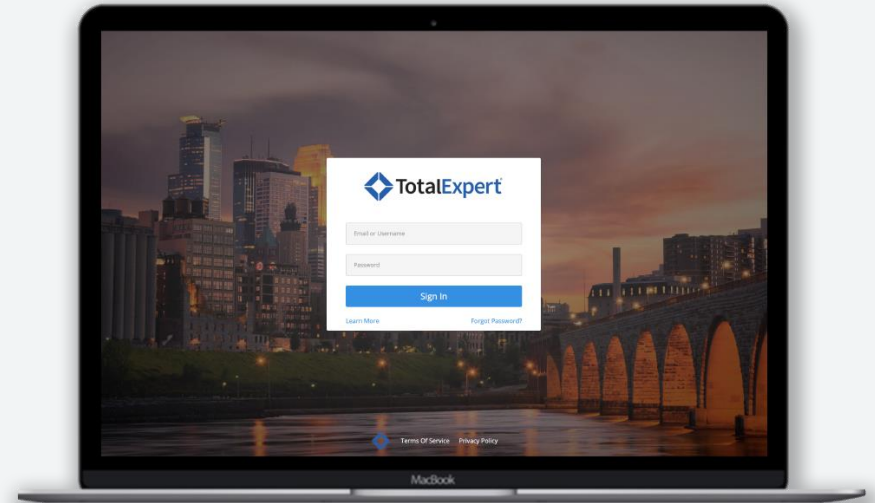 TotalExpert
Email or Username
Password
Sign In
Learn More Forgot Password?
Terms Of Service Privacy Policy
MacBook